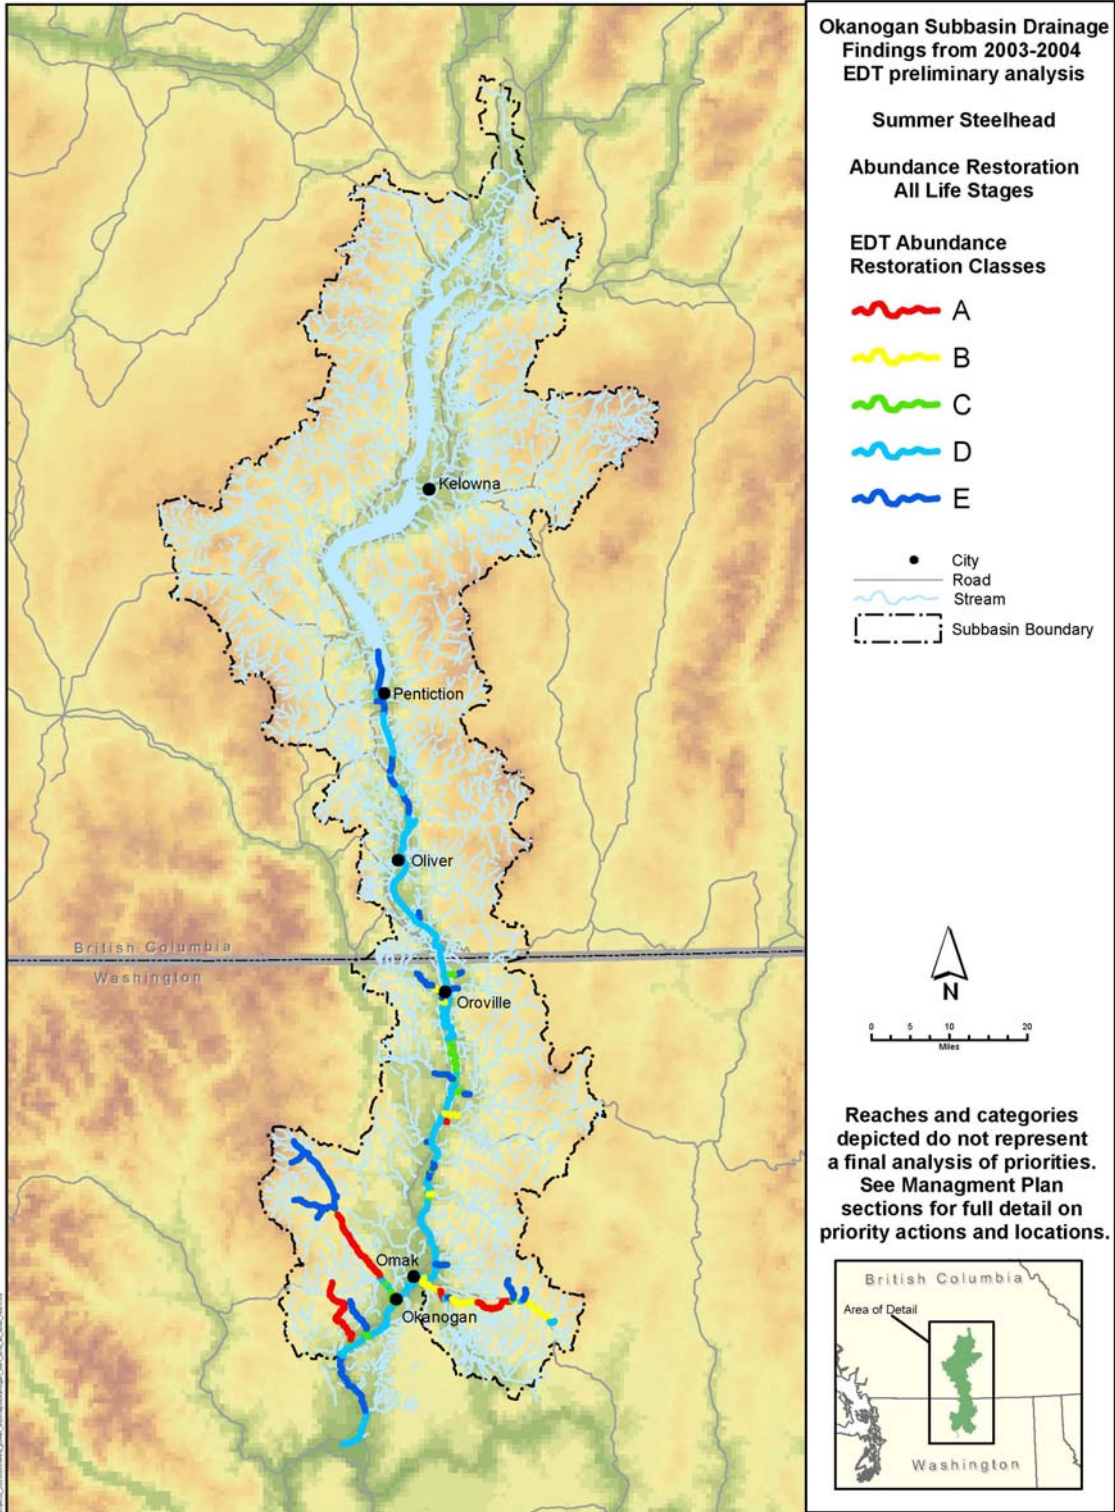 Okanogan Subbasin Drainage
Findings from 2003-2004
EDT preliminary analysis
Summer Steelhead
Abundance Restoration
All Life Stages
EDT Abundance
Restoration Classes
A
B
C
D
E
City
Road
Stream
Subbasin Boundary
Kelowna
Pentiction
Oliver
British Columbia
Washington
Oroville
Omak
Okanogan
N
0 5 10 20
Miles
Reaches and categories
depicted do not represent
a final analysis of priorities.
See Managment Plan
sections for full detail on
priority actions and locations.
British Columbia
Area of Detail
Washington